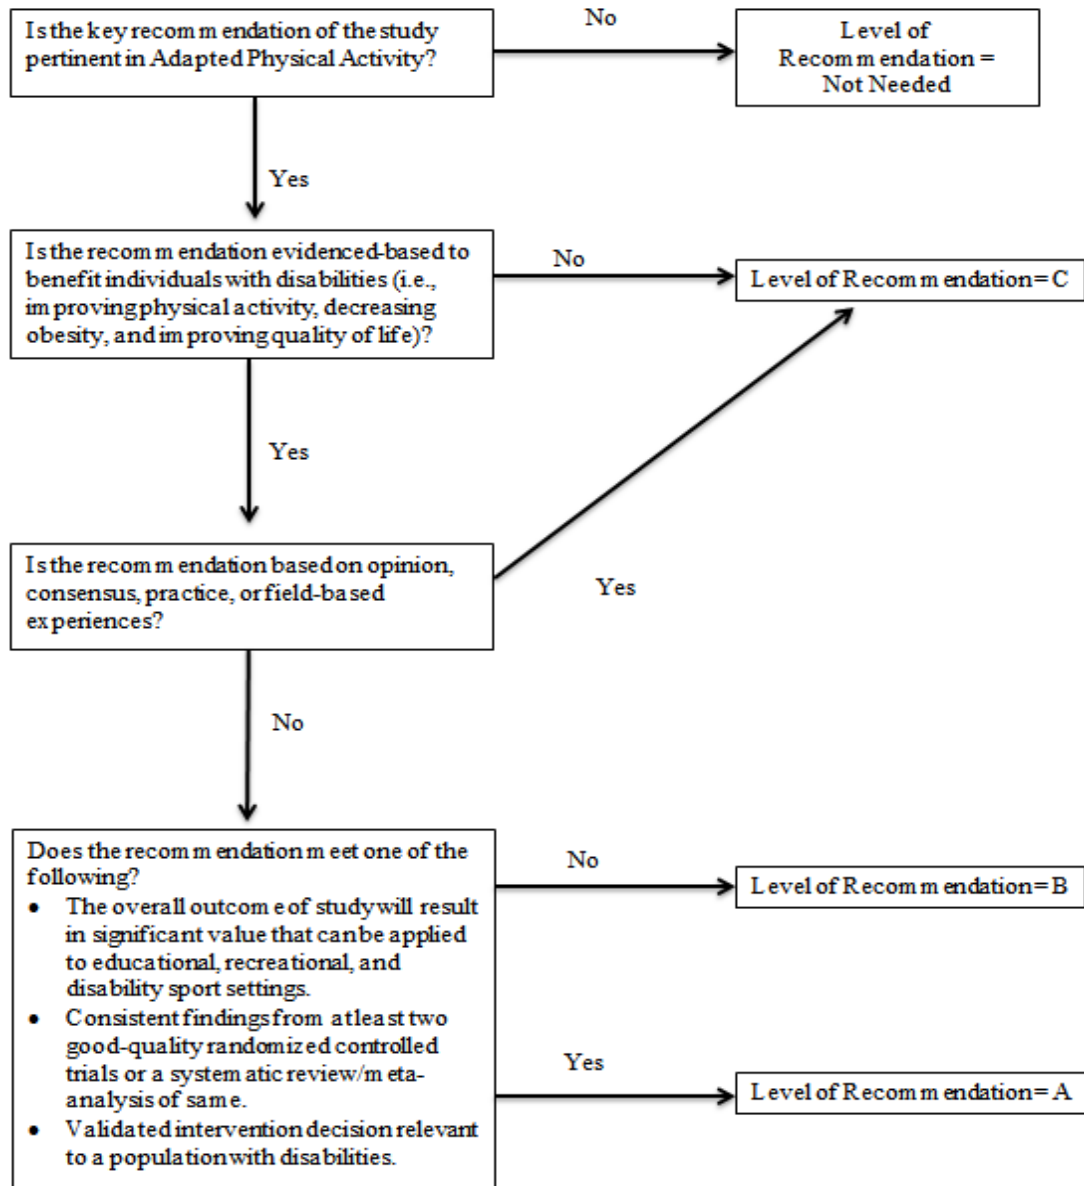 Is the key recommendation of the study
pertinent in Adapted Physical Activity?
No
Level of
Recommendation =
Not Needed
Yes
Is the recommendation evidenced-based to
benefit individuals with disabilities (i.e.,
improving physical activity, decreasing
obesity, and improving quality of life)?
No
Level of Recommendation= C
Yes
Is the recommendation based on opinion,
consensus, practice, or field-based
experiences?
Yes
No
Does the recommendation meet one of the
following?
• The overall outcome of study will result
in significant value that can be applied
to educational, recreational, and
disability sport settings.
• Consistent findings from at least two
good-quality randomized controlled
trials or a systematic review/meta-
analysis of same.
• Validated intervention decision relevant
to a population with disabilities.
No
Level of Recommendation= B
Yes
Level of Recommendation= A